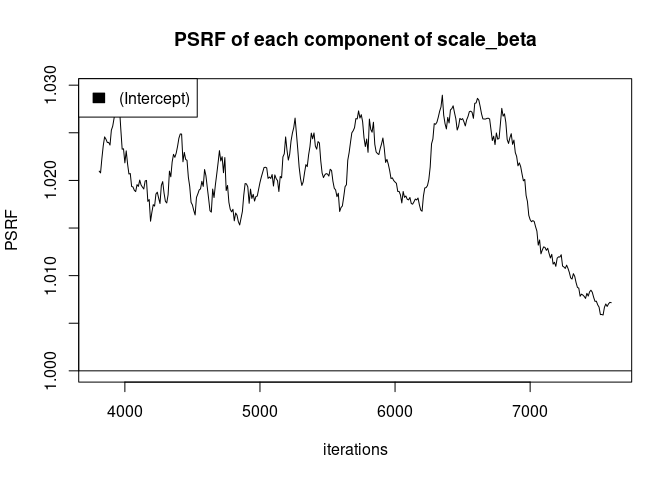 PSRF of each component of scale_beta
(Intercept)
PSRF
1.030
1.020
1.010
1.000
4000 5000 6000 7000
iterations